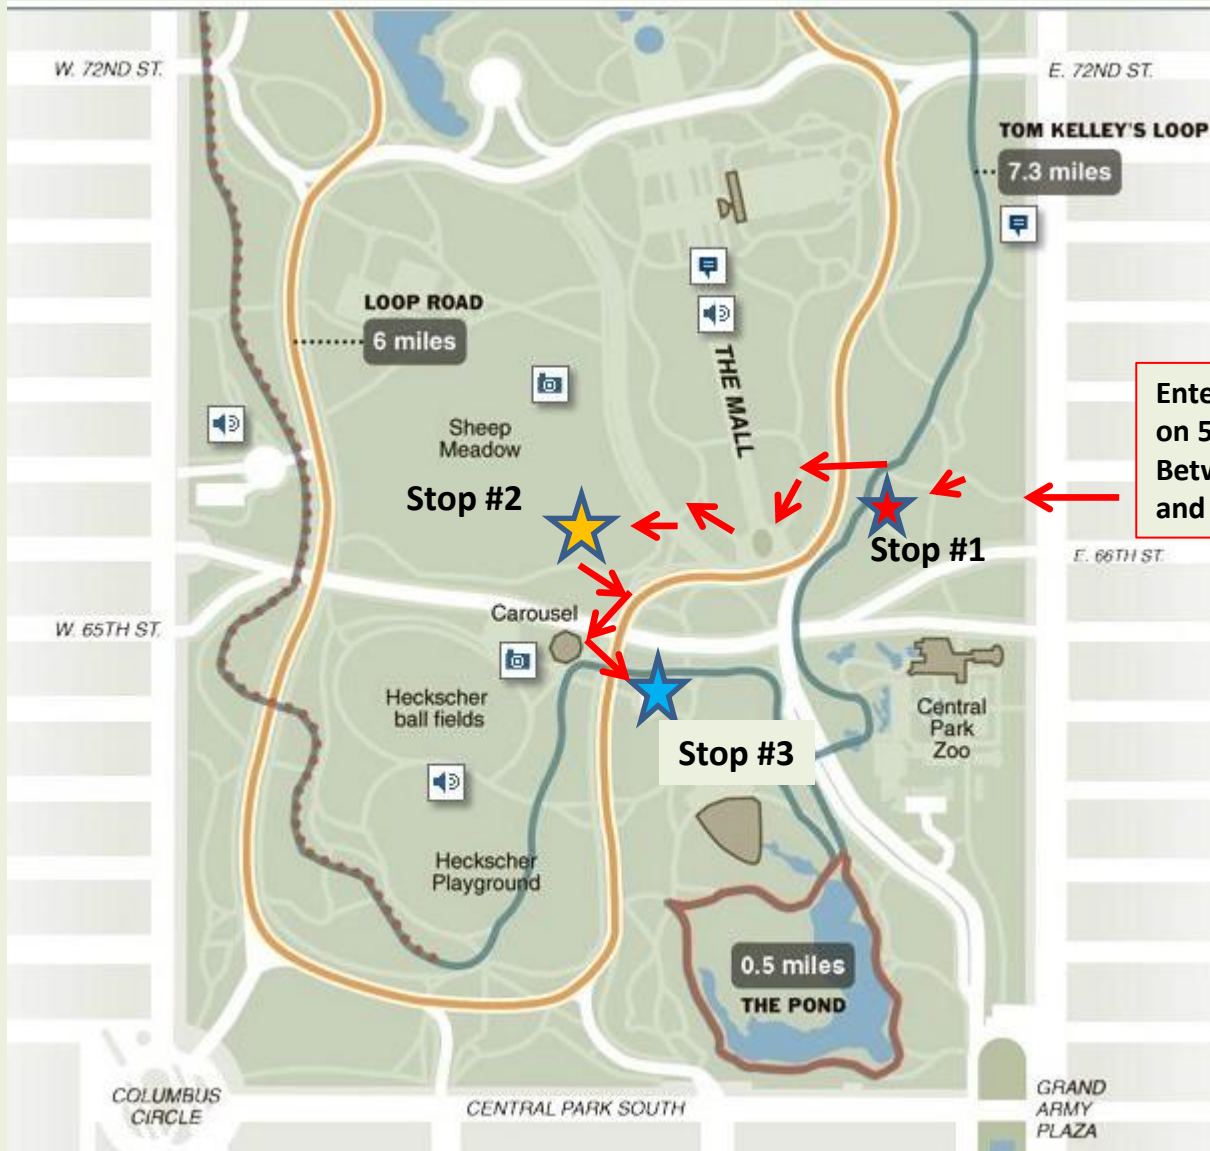 W. 72ND ST.
E. 72ND ST.
TOM KELLEY'S LOOP
7.3 miles
LOOP ROAD
6 miles
THE MALL
Sheep
Meadow
on 5
and
Stop #2
Stop #1
E. 66TH ST.
Carousel
W. 65TH ST.
Heckscher
ball fields
Central
Park
Zoo
Stop #3
Heckscher
Playground
0.5 miles
THE POND
COLUMBUS
CIRCLE
CENTRAL PARK SOUTH
GRAND
ARMY
PLAZA